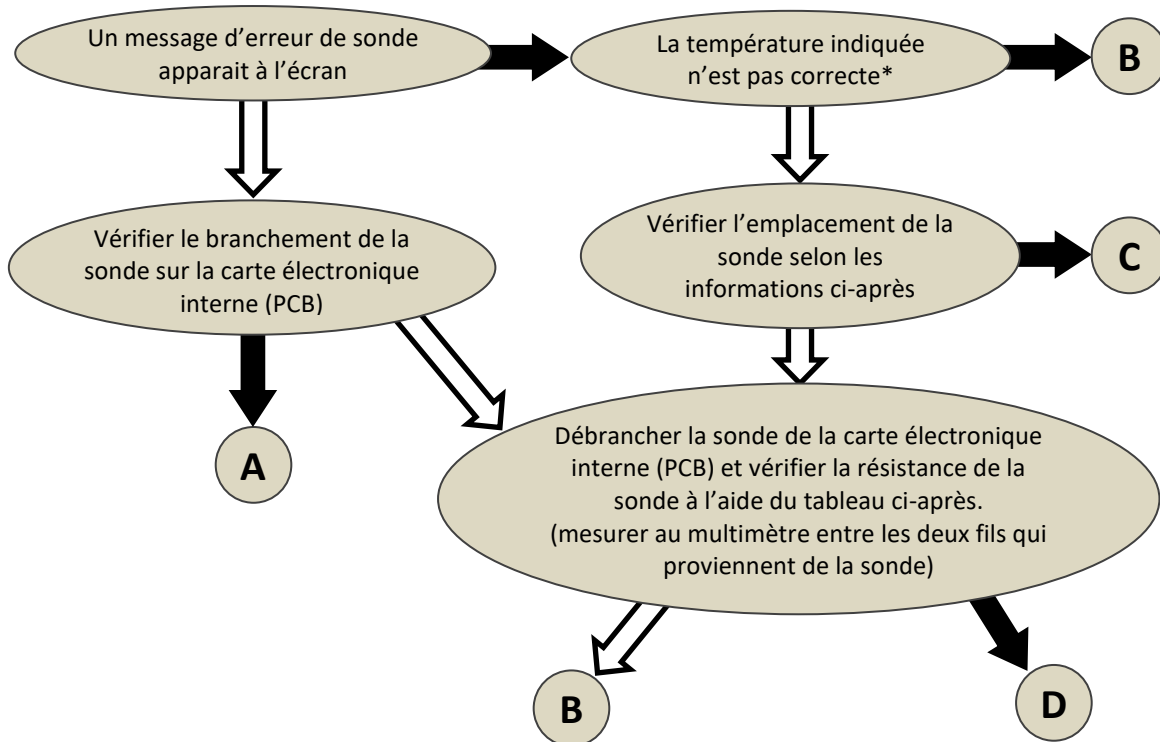 Un message d’erreur de sonde
apparait à l’écran
La température indiquée
n’est pas correcte*
B
Vérifier le branchement de la
sonde sur la carte électronique
interne (PCB)
Vérifier l’emplacement de la
sonde selon les
informations ci-après
C
A
Débrancher la sonde de la carte électronique
interne (PCB) et vérifier la résistance de la
sonde à l’aide du tableau ci-après.
(mesurer au multimètre entre les deux fils qui
proviennent de la sonde)
B
D